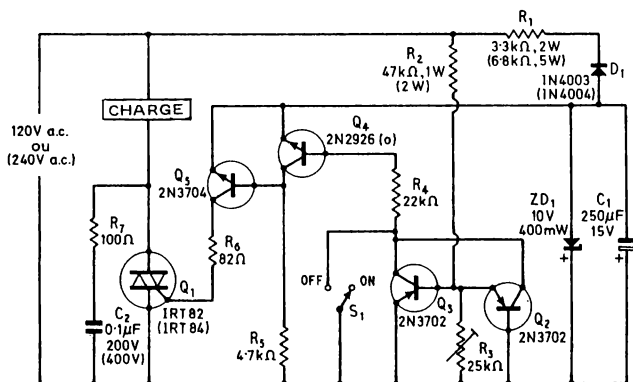 R1
3.3kΩ, 2W
(6.8kΩ, 5W)
R2
47kΩ, 1W
(2W)
D1
1N4003
(1N4004)
CHARGE
120V a.c.
ou
(240V a.c.)
Q4
2N2926 (o)
Q5
2N3704
R4
22kΩ
ZD1
10V
400mW
+
C1
250µF
15V
+
R7
100Ω
R6
82Ω
OFF
ON
S1
Q1
IRT82
(IRT84)
Q3
2N3702
Q2
2N3702
C2
0·1µF
200V
(400V)
R5
4.7kΩ
R3
25kΩ